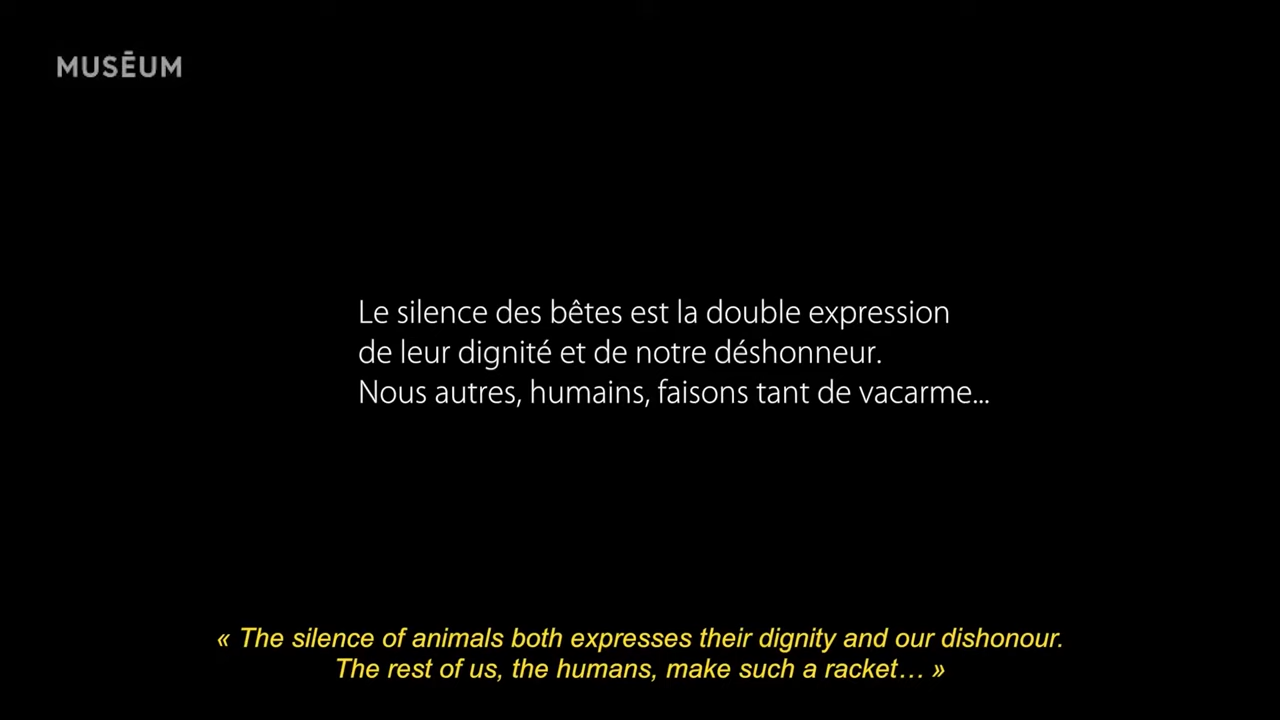 MUSĒUM
Le silence des bêtes est la double expression
de leur dignité et de notre déshonneur.
Nous autres, humains, faisons tant de vacarme...
« The silence of animals both expresses their dignity and our dishonour.
The rest of us, the humans, make such a racket… »